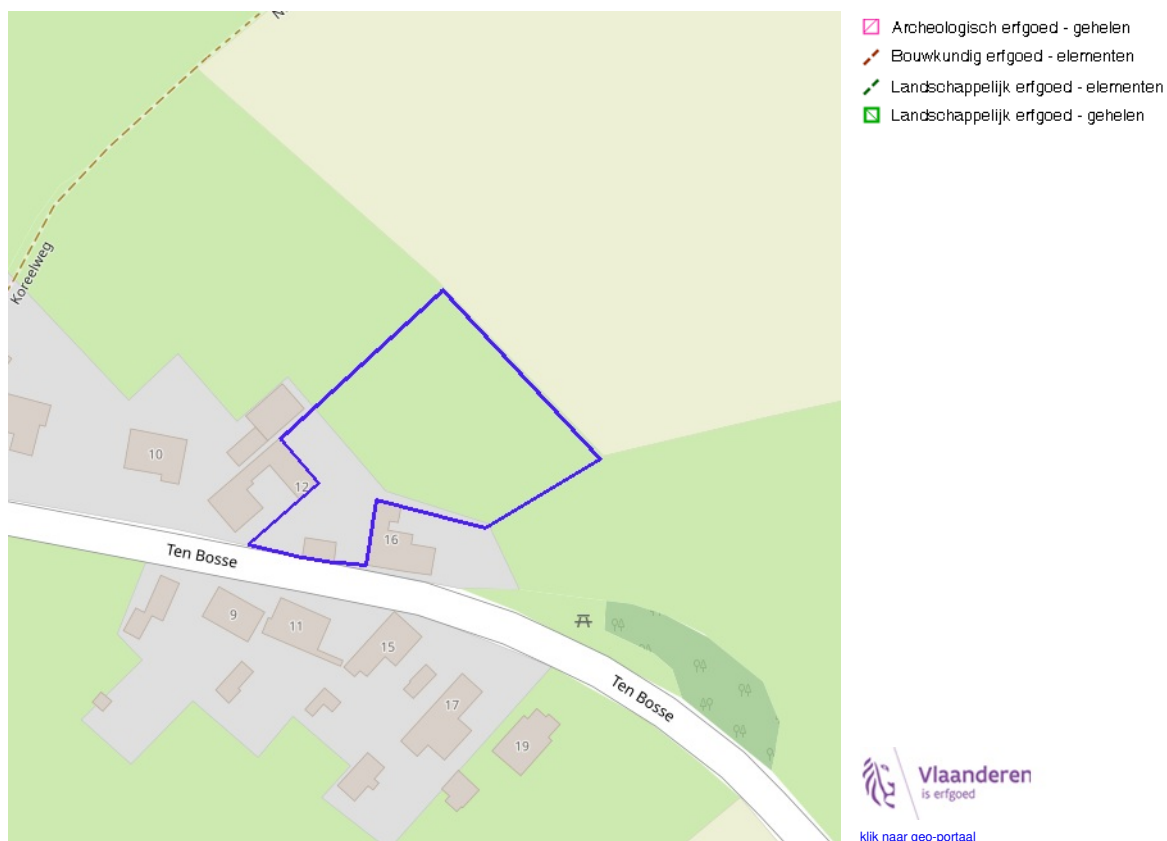 Archeologisch erfgoed - gehelen
Bouwkundig erfgoed - elementen
Landschappelijk erfgoed - elementen
Landschappelijk erfgoed - gehelen
Koreelweg
10
12
16
Ten Bosse
9
11
15
17
19
Ten Bosse
Vlaanderen
is erfgoed
klik naar geo-portaal